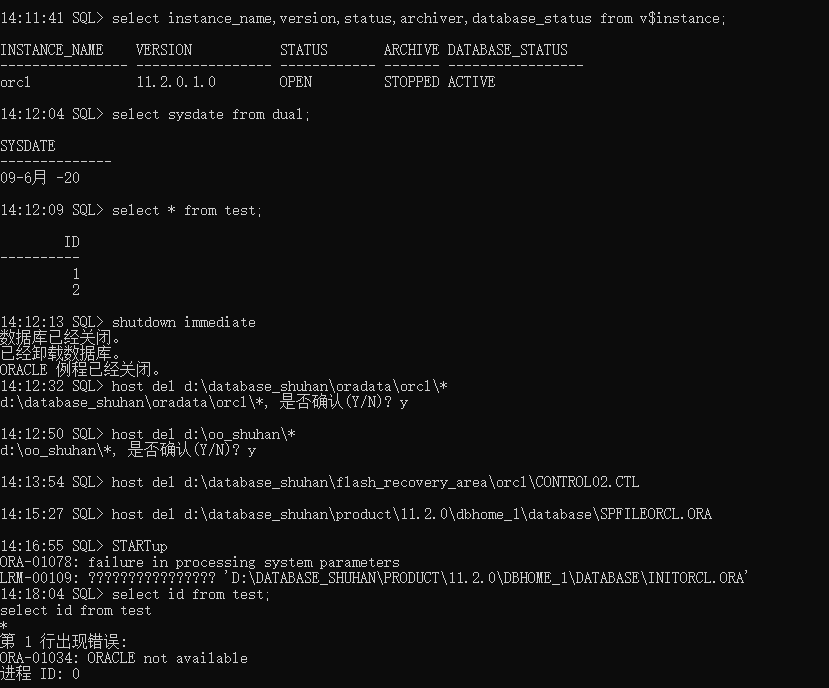 14:11:41 SQL> select instance_name,version,status,archiver,database_status from v$instance;
INSTANCE_NAME    VERSION           STATUS       ARCHIVE DATABASE_STATUS
---------------- ----------------- ------------ ------- -----------------
orcl             11.2.0.1.0        OPEN         STOPPED ACTIVE
14:12:04 SQL> select sysdate from dual;
SYSDATE
--------------
09-6月 -20
14:12:09 SQL> select * from test;
        ID
----------
         1
         2
14:12:13 SQL> shutdown immediate
数据库已经关闭。
已经卸载数据库。
ORACLE 例程已经关闭。
14:12:32 SQL> host del d:\database_shuhan\oradata\orcl\*
d:\database_shuhan\oradata\orcl\*, 是否确认(Y/N)? y
14:12:50 SQL> host del d:\oo_shuhan\*
d:\oo_shuhan\*, 是否确认(Y/N)? y
14:13:54 SQL> host del d:\database_shuhan\flash_recovery_area\orcl\CONTROL02.CTL
14:15:27 SQL> host del d:\database_shuhan\product\11.2.0\dbhome_1\database\SPFILEORCL.ORA
14:16:55 SQL> STARTup
ORA-01078: failure in processing system parameters
LRM-00109: ???????????????? 'D:\DATABASE_SHUHAN\PRODUCT\11.2.0\DBHOME_1\DATABASE\INITORCL.ORA'
14:18:04 SQL> select id from test;
select id from test
*
第 1 行出现错误:
ORA-01034: ORACLE not available
进程 ID: 0